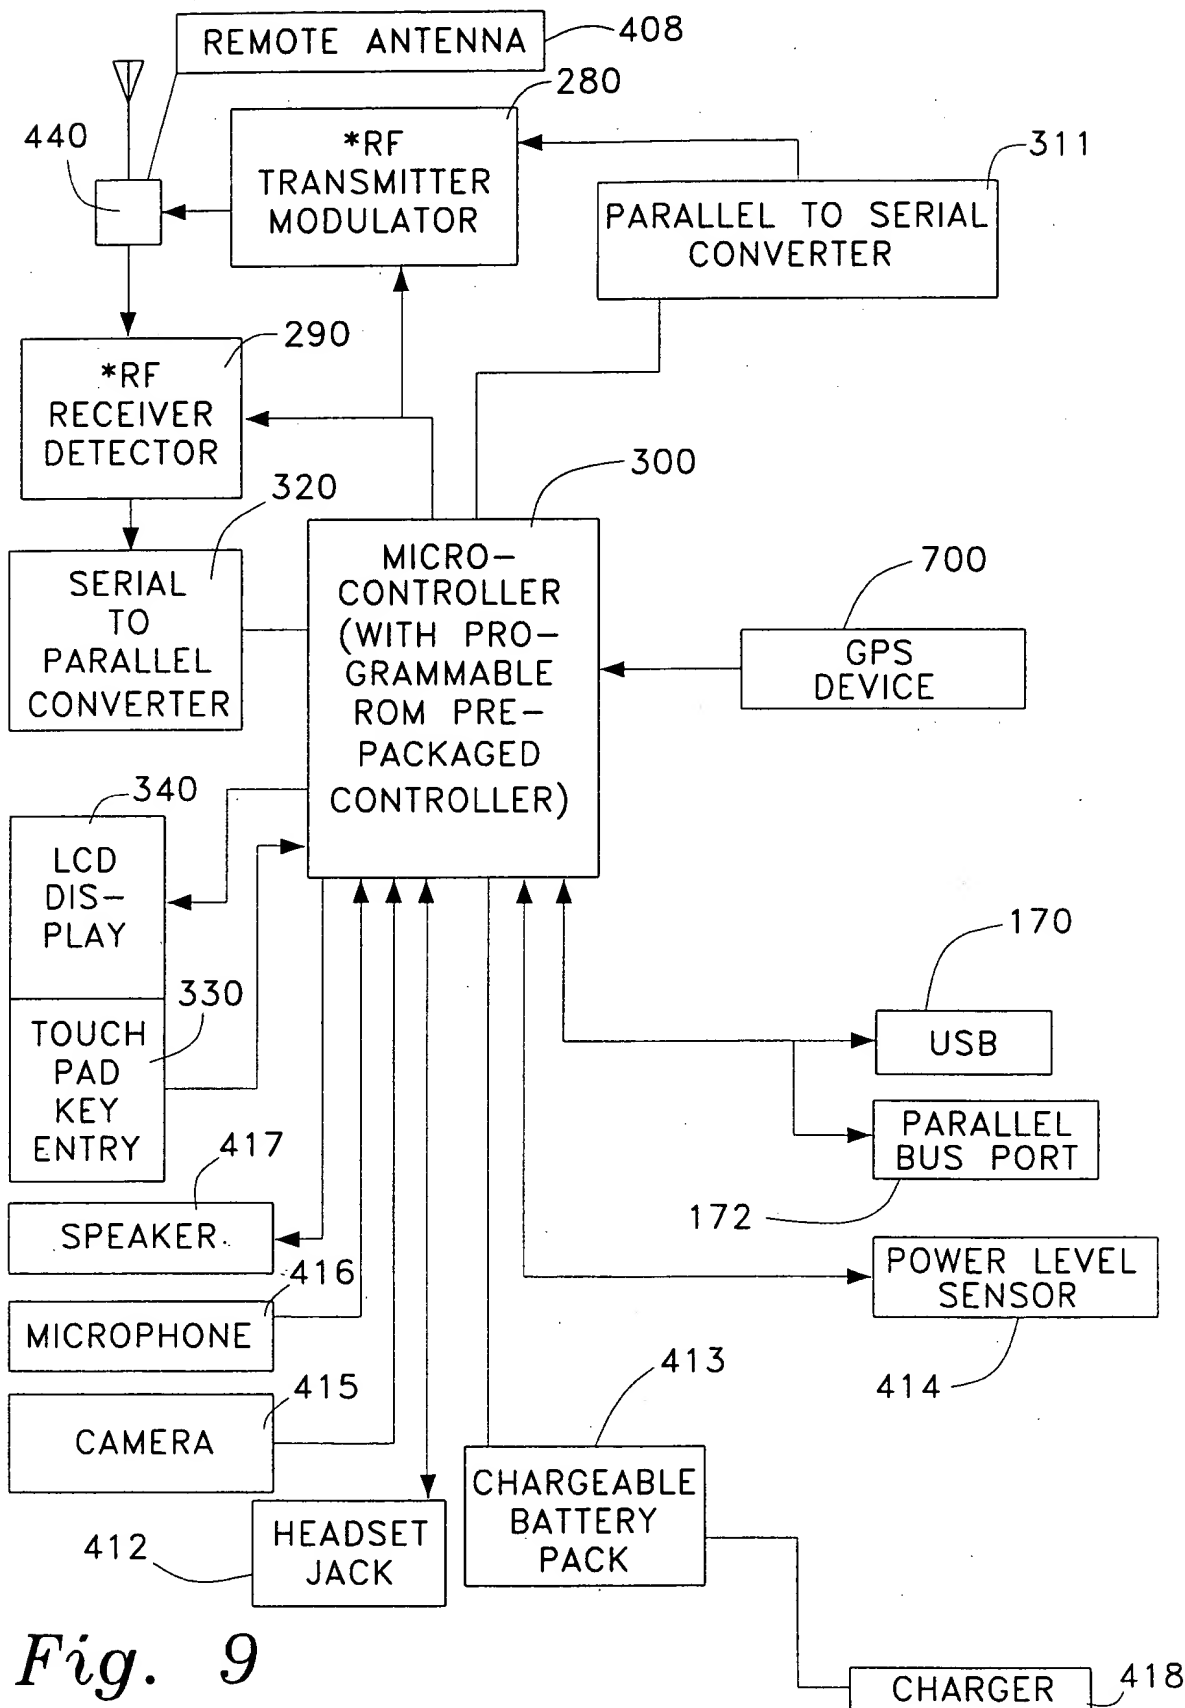 REMOTE ANTENNA
408
280
440
*RF
TRANSMITTER
MODULATOR
311
PARALLEL TO SERIAL
CONVERTER
290
*RF
RECEIVER
DETECTOR
320
SERIAL
TO
PARALLEL
CONVERTER
300
MICRO-
CONTROLLER
(WITH PRO-
GRAMMABLE
ROM PRE-
PACKAGED
CONTROLLER)
700
GPS
DEVICE
340
LCD
DIS-
PLAY
330
TOUCH
PAD
KEY
ENTRY
170
USB
PARALLEL
BUS PORT
172
417
SPEAKER
416
MICROPHONE
POWER LEVEL
SENSOR
414
415
CAMERA
413
CHARGEABLE
BATTERY
PACK
412
HEADSET
JACK
Fig. 9
CHARGER
418